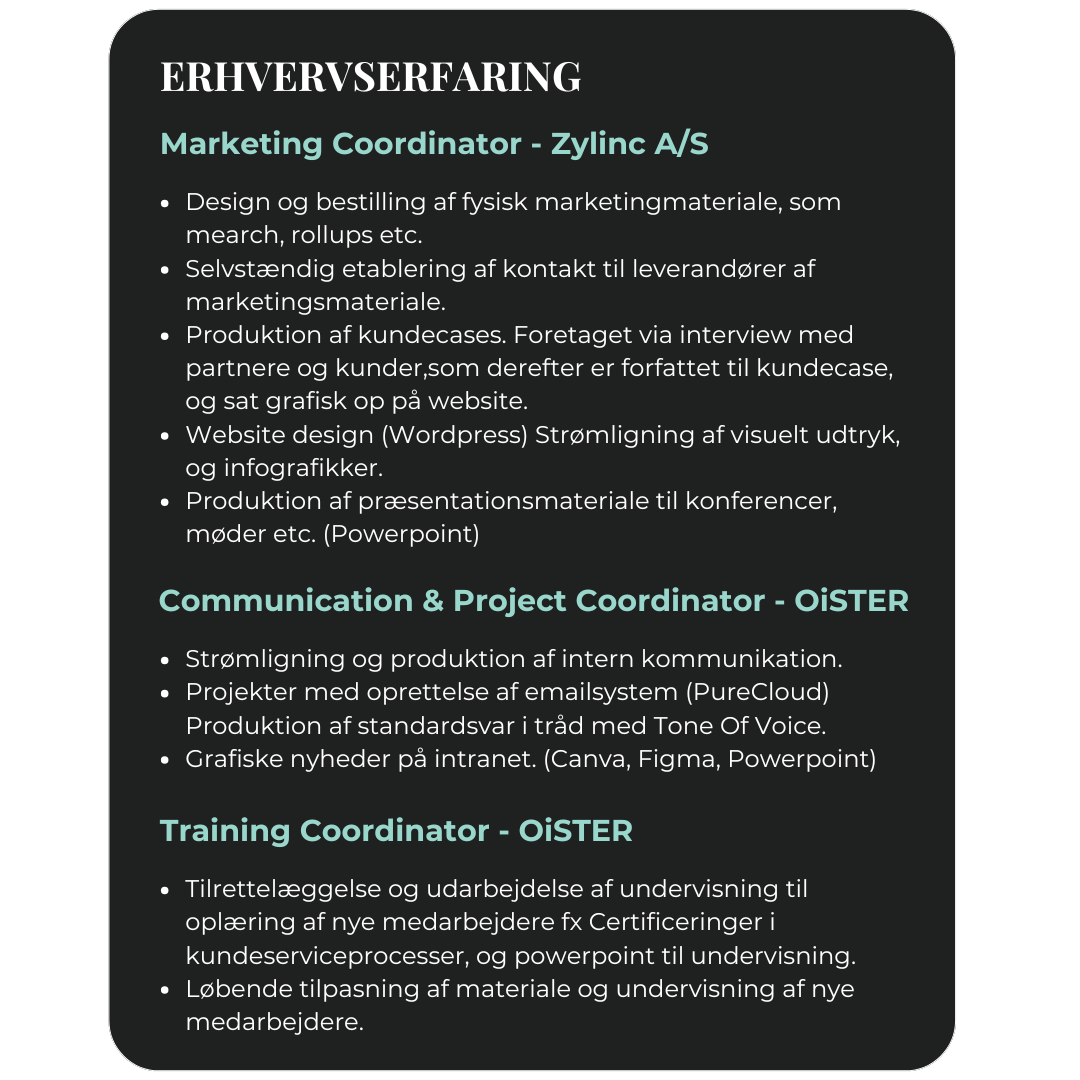 ERHVERVSERFARING
Marketing Coordinator - Zylinc A/S
• Design og bestilling af fysisk marketingmateriale, som
mearch, rollups etc.
• Selvstændig etablering af kontakt til leverandører af
marketingsmateriale.
• Produktion af kundecases. Foretaget via interview med
partnere og kunder,som derefter er forfattet til kundecase,
og sat grafisk op på website.
• Website design (Wordpress) Strømligning af visuelt udtryk,
og infografikker.
• Produktion af præsentationsmateriale til konferencer,
møder etc. (Powerpoint)
Communication & Project Coordinator - OiSTER
• Strømligning og produktion af intern kommunikation.
• Projekter med oprettelse af emailsystem (PureCloud)
Produktion af standardsvar i tråd med Tone Of Voice.
• Grafiske nyheder på intranet. (Canva, Figma, Powerpoint)
Training Coordinator - OiSTER
• Tilrettelæggelse og udarbejdelse af undervisning til
oplæring af nye medarbejdere fx Certificeringer i
kundeserviceprocesser, og powerpoint til undervisning.
• Løbende tilpasning af materiale og undervisning af nye
medarbejdere.